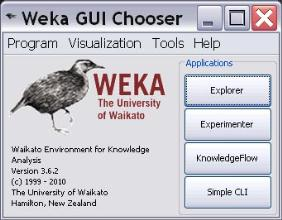 Weka GUI Chooser
Program Visualization Tools Help
WEKA
The University
of Waikato
Waikato Environment for Knowledge
Analysis
Version 3.6.2
(c) 1999 - 2010
The University of Waikato
Hamilton, New Zealand
Applications
Explorer
Experimenter
KnowledgeFlow
Simple CLI